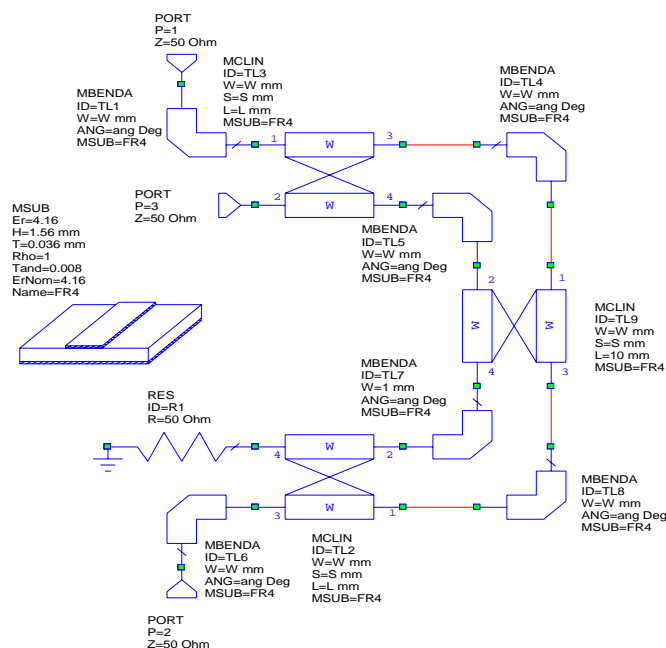 PORT
P=1
Z=50 Ohm
MCLIN
ID=TL3
W=W mm
S=S mm
L=L mm
MSUB=FR4
MBENDA
ID=TL4
W=W mm
ANG=ang Deg
MSUB=FR4
MBENDA
ID=TL1
W=W mm
ANG=ang Deg
MSUB=FR4
1
W
3
2
W
4
PORT
P=3
Z=50 Ohm
MSUB
Er=4.16
H=1.56 mm
T=0.036 mm
Rho=1
Tand=0.008
ErNom=4.16
Name=FR4
MBENDA
ID=TL5
W=W mm
ANG=ang Deg
MSUB=FR4
2
1
W
W
4
3
MCLIN
ID=TL9
W=W mm
S=S mm
L=10 mm
MSUB=FR4
MBENDA
ID=TL7
W=1 mm
ANG=ang Deg
MSUB=FR4
RES
ID=R1
R=50 Ohm
4
W
2
3
W
1
MBENDA
ID=TL8
W=W mm
ANG=ang Deg
MSUB=FR4
MBENDA
ID=TL6
W=W mm
ANG=ang Deg
MSUB=FR4
MCLIN
ID=TL2
W=W mm
S=S mm
L=L mm
MSUB=FR4
PORT
P=2
Z=50 Ohm